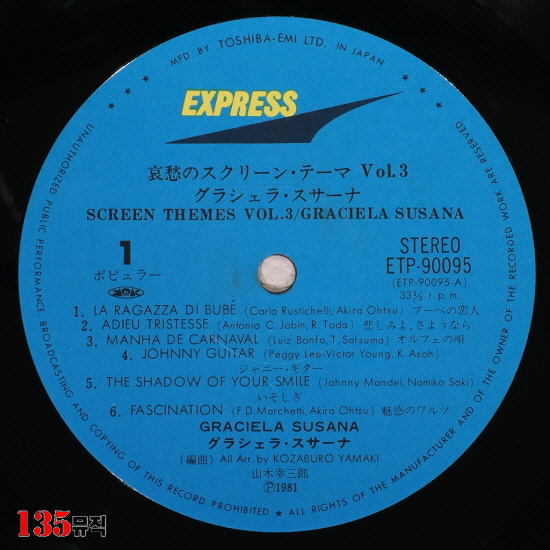 MFD. BY TOSHIBA-EMI LTD. IN JAPAN
EXPRESS
哀愁のスクリーン・テーマ Vol.3
グラシェラ・スサーナ
SCREEN THEMES VOL.3/GRACIELA SUSANA
1
ポピュラー
STEREO
ETP-90095
(ETP-90095-A)
33⅓ r.p.m.
1. LA RAGAZZA DI BUBÉ (Carlo Rustichelli, Akira Ohtsu) ブーベの恋人
2. ADIEU TRISTESSE (Antonio C. Jobin, R. Toda) 悲しみよ、さようなら
3. MANHA DE CARNAVAL (Luiz Bonfa, T. Satsuma) オルフェの唄
4. JOHNNY GUITAR (Peggy Lee-Victor Young, K. Asoh)
ジャニー・ギター
5. THE SHADOW OF YOUR SMILE (Johnny Mandel, Namiko Saki)
いそしぎ
6. FASCINATION (F.D. Marchetti, Akira Ohtsu) 魅惑のワルツ
GRACIELA SUSANA
グラシェラ・スサーナ
(編曲) All Arr. by KOZABURO YAMAKI
山木幸三郎
Ⓟ1981
UNAUTHORIZED PUBLIC PERFORMANCE, BROADCASTING AND COPYING OF THIS RECORD PROHIBITED ★ ALL RIGHTS OF THE MANUFACTURER AND OF THE OWNER OF THE RECORDED WORK ARE RESERVED.
135뮤직